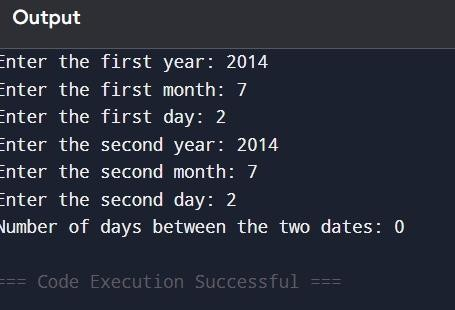 Output
Enter the first year: 2014
Enter the first month: 7
Enter the first day: 2
Enter the second year: 2014
Enter the second month: 7
Enter the second day: 2
Number of days between the two dates: 0
=== Code Execution Successful ===